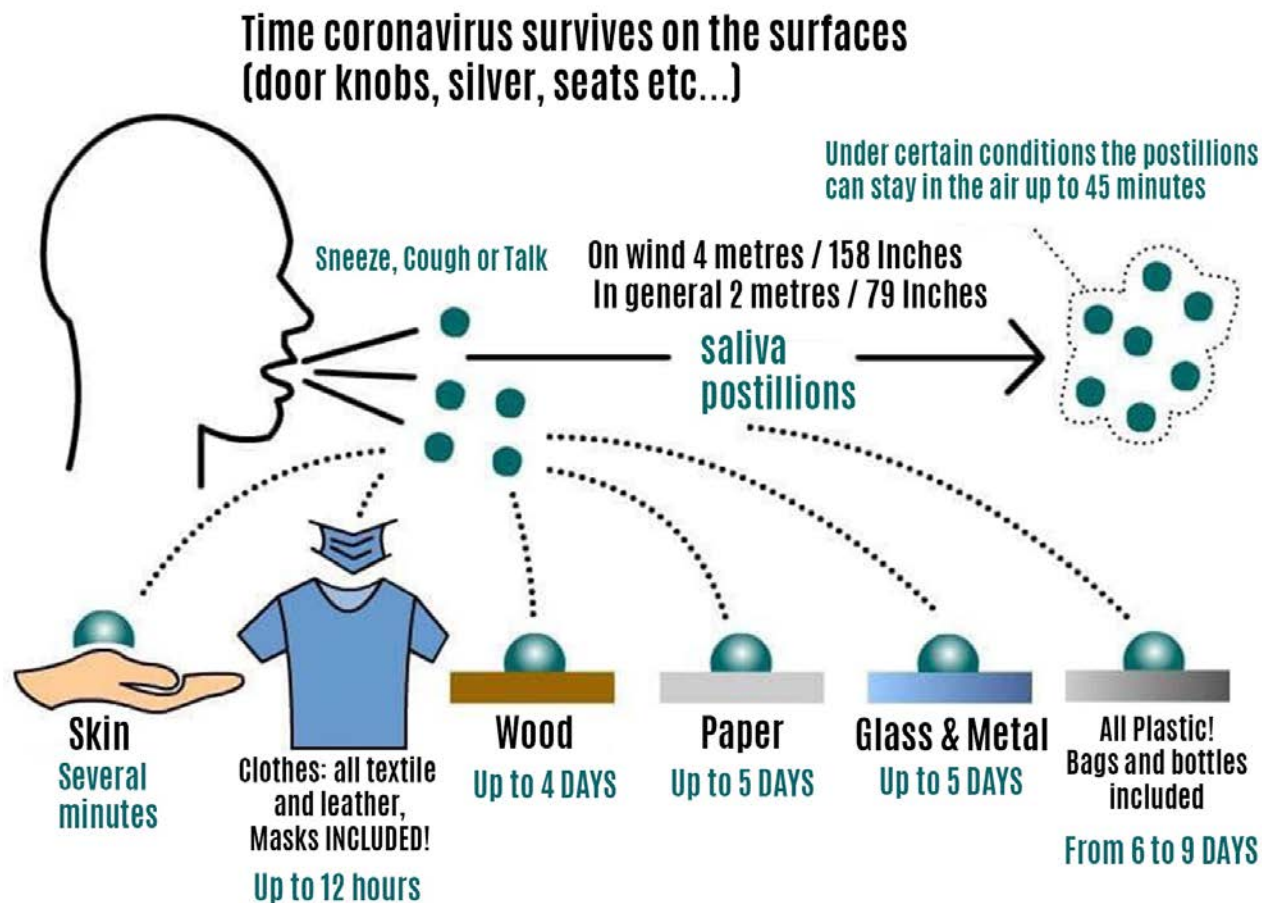 Time coronavirus survives on the surfaces
(door knobs, silver, seats etc...)
Under certain conditions the postillions
can stay in the air up to 45 minutes
Sneeze, Cough or Talk
On wind 4 metres / 158 Inches
In general 2 metres / 79 Inches
saliva
postillions
Skin
Several
minutes
Clothes: all textile
and leather,
Masks INCLUDED!
Up to 12 hours
Wood
Up to 4 DAYS
Paper
Up to 5 DAYS
Glass & Metal
Up to 5 DAYS
All Plastic!
Bags and bottles
included
From 6 to 9 DAYS